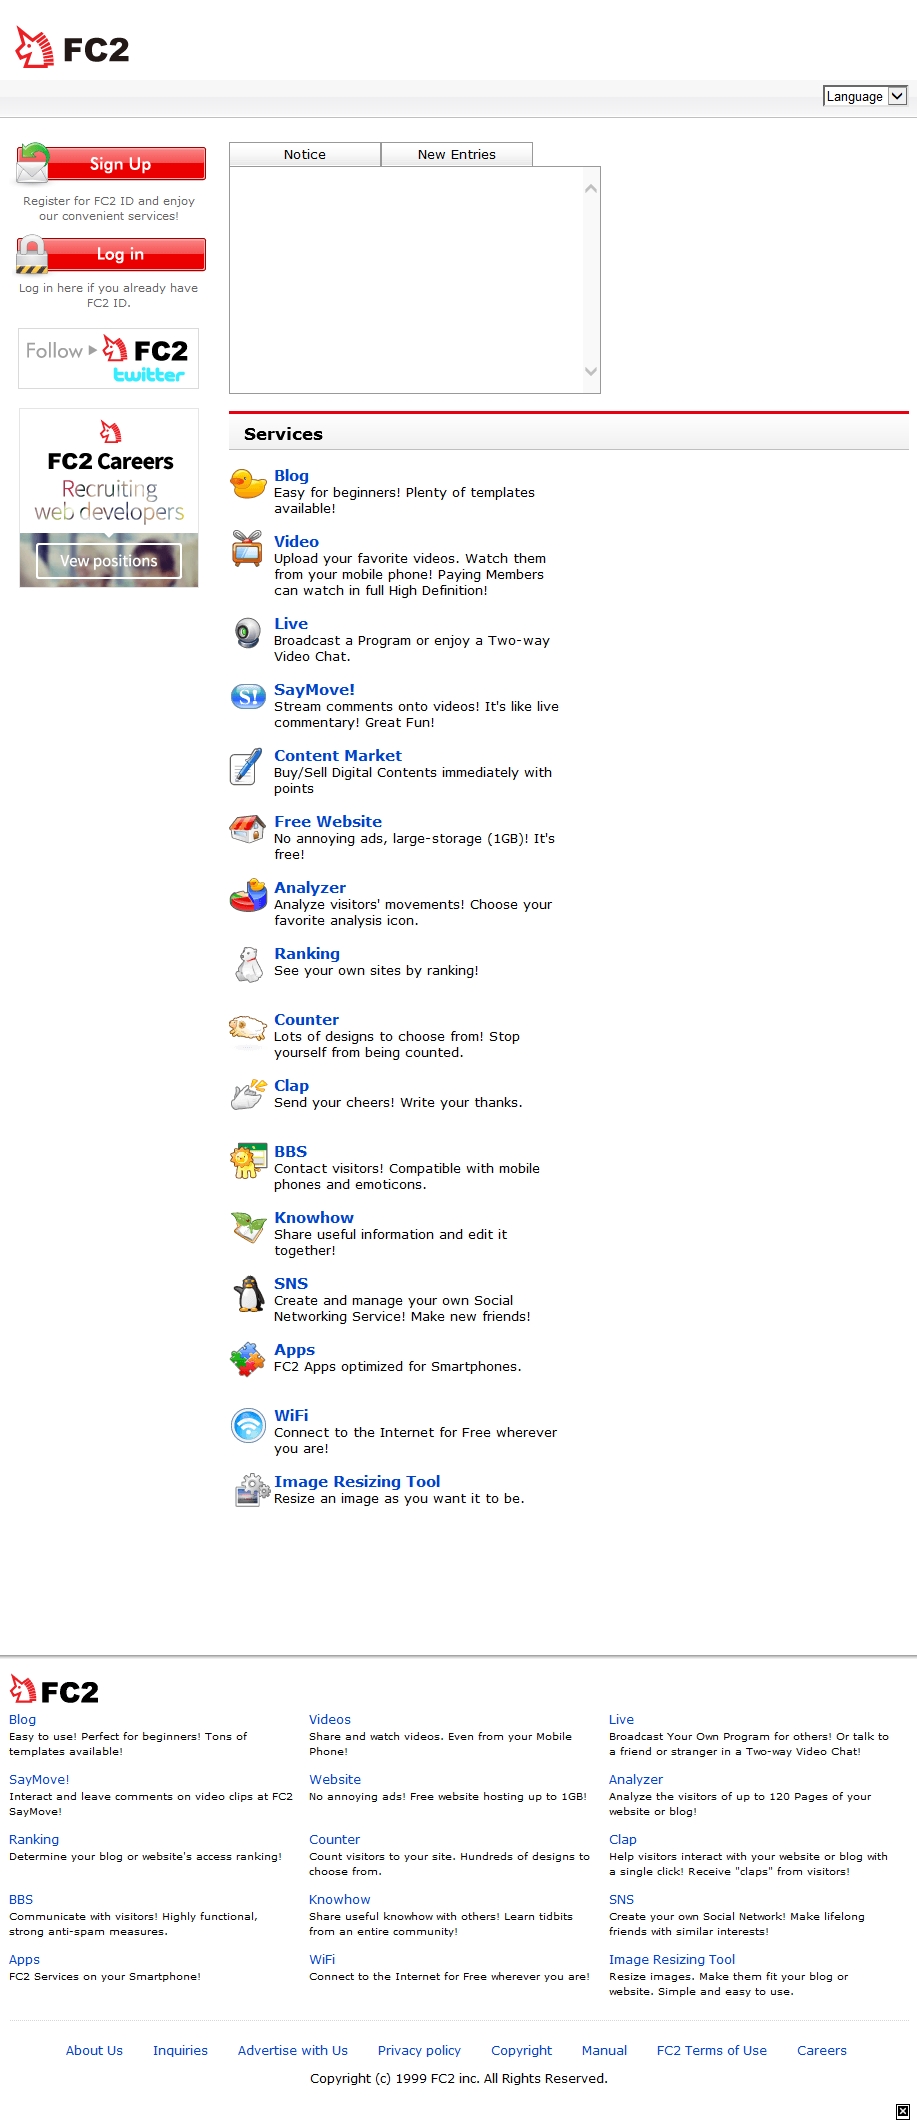 FC2
Language
Sign Up
Register for FC2 ID and enjoy
our convenient services!
Log in
Log in here if you already have
FC2 ID.
Follow FC2
twitter
FC2 Careers
Recruiting
web developers
Vew positions
Notice New Entries
Services
Blog
Easy for beginners! Plenty of templates
available!
Video
Upload your favorite videos. Watch them
from your mobile phone! Paying Members
can watch in full High Definition!
Live
Broadcast a Program or enjoy a Two-way
Video Chat.
S!
SayMove!
Stream comments onto videos! It's like live
commentary! Great Fun!
Content Market
Buy/Sell Digital Contents immediately with
points
Free Website
No annoying ads, large-storage (1GB)! It's
free!
Analyzer
Analyze visitors' movements! Choose your
favorite analysis icon.
Ranking
See your own sites by ranking!
Counter
Lots of designs to choose from! Stop
yourself from being counted.
Clap
Send your cheers! Write your thanks.
BBS
Contact visitors! Compatible with mobile
phones and emoticons.
Knowhow
Share useful information and edit it
together!
SNS
Create and manage your own Social
Networking Service! Make new friends!
Apps
FC2 Apps optimized for Smartphones.
WiFi
Connect to the Internet for Free wherever
you are!
Image Resizing Tool
Resize an image as you want it to be.
FC2
Blog
Easy to use! Perfect for beginners! Tons of
templates available!
Videos
Share and watch videos. Even from your Mobile
Phone!
Live
Broadcast Your Own Program for others! Or talk to
a friend or stranger in a Two-way Video Chat!
SayMove!
Interact and leave comments on video clips at FC2
SayMove!
Website
No annoying ads! Free website hosting up to 1GB!
Analyzer
Analyze the visitors of up to 120 Pages of your
website or blog!
Ranking
Determine your blog or website's access ranking!
Counter
Count visitors to your site. Hundreds of designs to
choose from.
Clap
Help visitors interact with your website or blog with
a single click! Receive "claps" from visitors!
BBS
Communicate with visitors! Highly functional,
strong anti-spam measures.
Knowhow
Share useful knowhow with others! Learn tidbits
from an entire community!
SNS
Create your own Social Network! Make lifelong
friends with similar interests!
Apps
FC2 Services on your Smartphone!
WiFi
Connect to the Internet for Free wherever you are!
Image Resizing Tool
Resize images. Make them fit your blog or
website. Simple and easy to use.
About Us Inquiries Advertise with Us Privacy policy Copyright Manual FC2 Terms of Use Careers
Copyright (c) 1999 FC2 inc. All Rights Reserved.